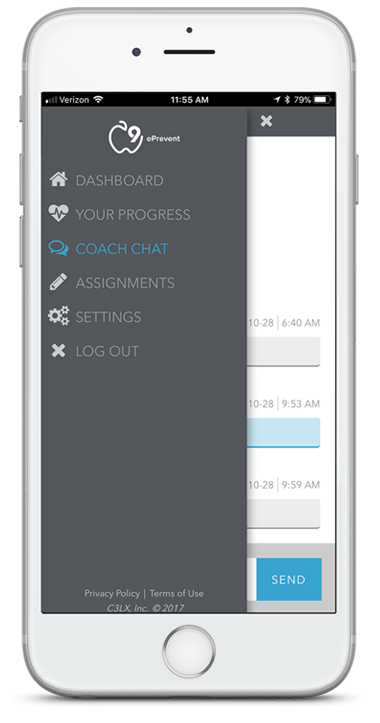 Verizon 11:55 AM 79%
9 ePrevent
DASHBOARD
YOUR PROGRESS
COACH CHAT
ASSIGNMENTS
SETTINGS
LOG OUT
10-28 | 6:40 AM
10-28 | 9:53 AM
10-28 | 9:59 AM
SEND
Privacy Policy | Terms of Use
C3LX, Inc. © 2017